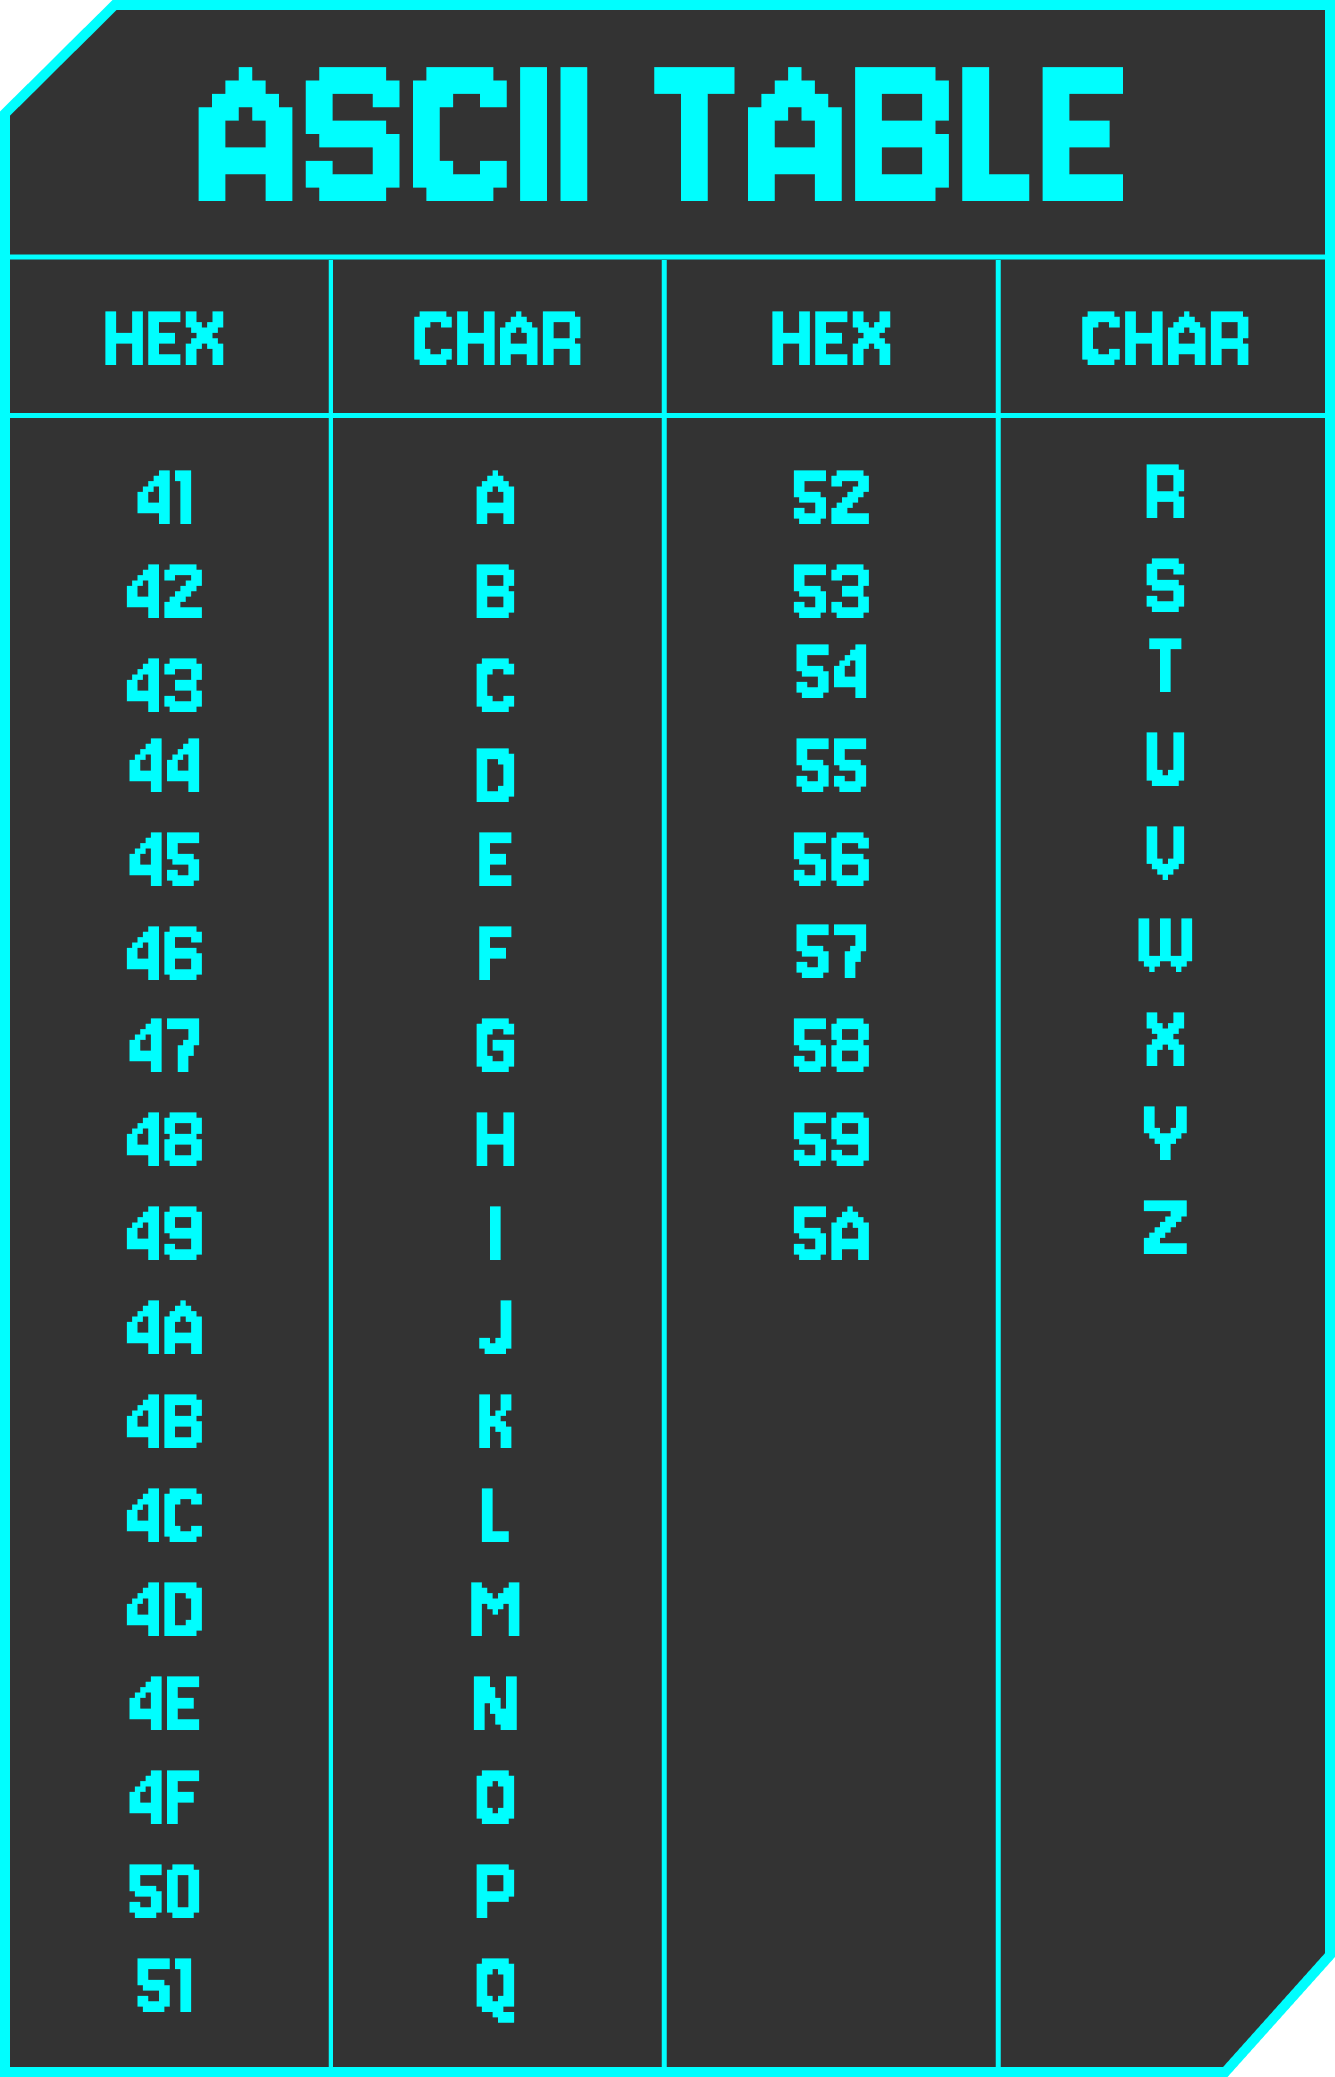 ASCII TABLE
HEX CHAR HEX CHAR
41 A 52 R
42 B 53 S
43 C 54 T
44 D 55 U
45 E 56 V
46 F 57 W
47 G 58 X
48 H 59 Y
49 I 5A Z
4A J
4B K
4C L
4D M
4E N
4F O
50 P
51 Q